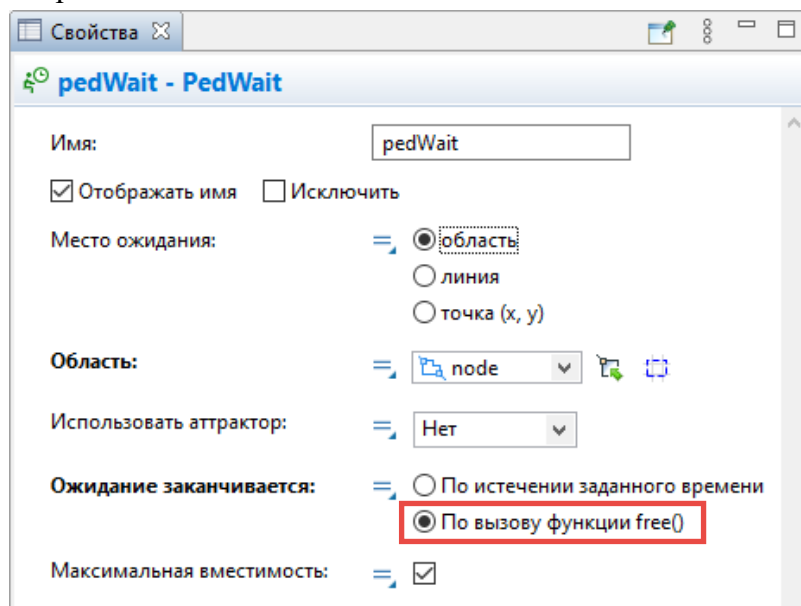 Свойства
pedWait - PedWait
Имя: pedWait
Отображать имя Исключить
Место ожидания: область
линия
точка (x, y)
Область: node
Использовать аттрактор: Нет
Ожидание заканчивается: По истечении заданного времени
По вызову функции free()
Максимальная вместимость: